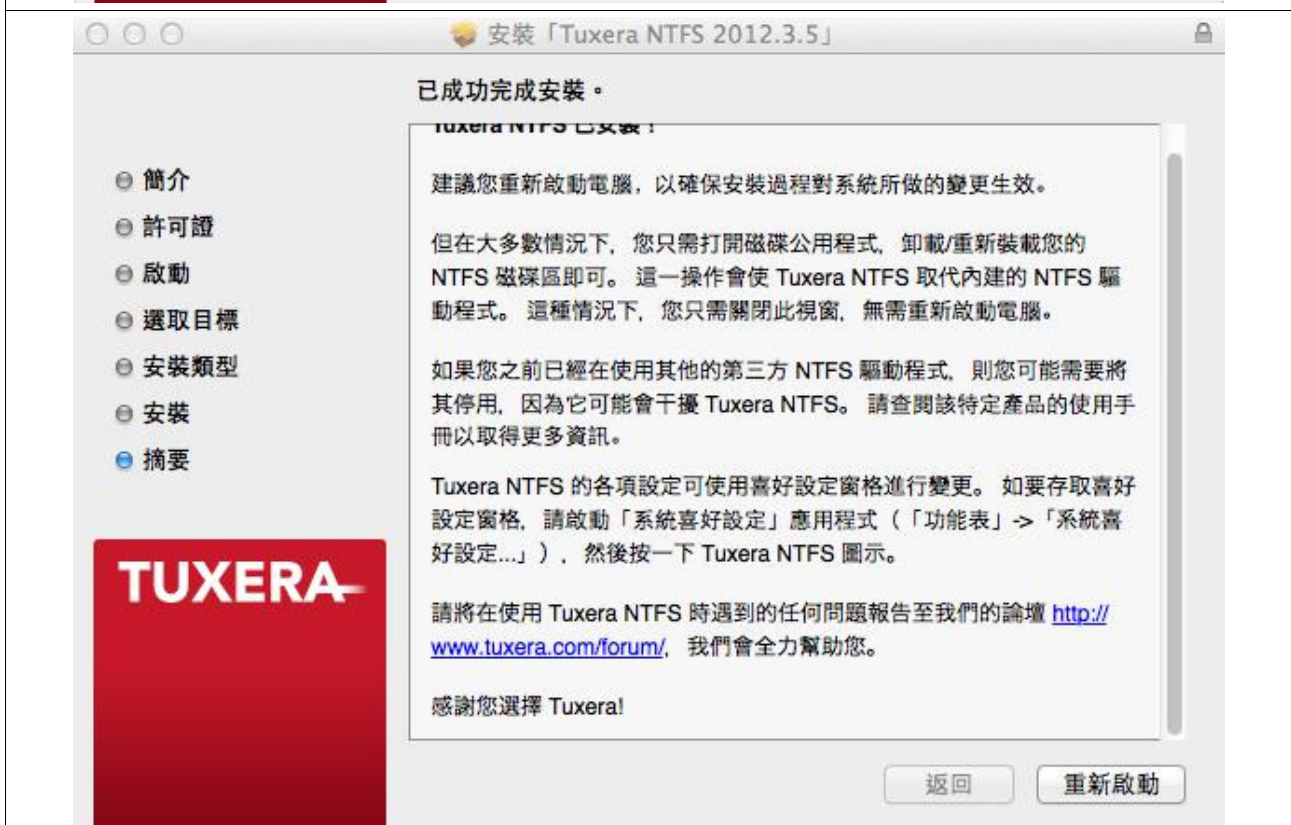 安裝「Tuxera NTFS 2012.3.5」
已成功完成安裝。
簡介
許可證
啟動
選取目標
安裝類型
安裝
摘要
TUXERA
Tuxera NTFS 已安裝！
建議您重新啟動電腦，以確保安裝過程對系統所做的變更生效。
但在大多數情況下，您只需打開磁碟公用程式，卸載/重新裝載您的
NTFS 磁碟區即可。 這一操作會使 Tuxera NTFS 取代內建的 NTFS 驅
動程式。 這種情況下，您只需關閉此視窗，無需重新啟動電腦。
如果您之前已經在使用其他的第三方 NTFS 驅動程式，則您可能需要將
其停用，因為它可能會干擾 Tuxera NTFS。 請查閱該特定產品的使用手
冊以取得更多資訊。
Tuxera NTFS 的各項設定可使用喜好設定窗格進行變更。 如要存取喜好
設定窗格，請啟動「系統喜好設定」應用程式（「功能表」->「系統喜
好設定...」），然後按一下 Tuxera NTFS 圖示。
請將在使用 Tuxera NTFS 時遇到的任何問題報告至我們的論壇 http://
www.tuxera.com/forum/，我們會全力幫助您。
感謝您選擇 Tuxera!
返回
重新啟動